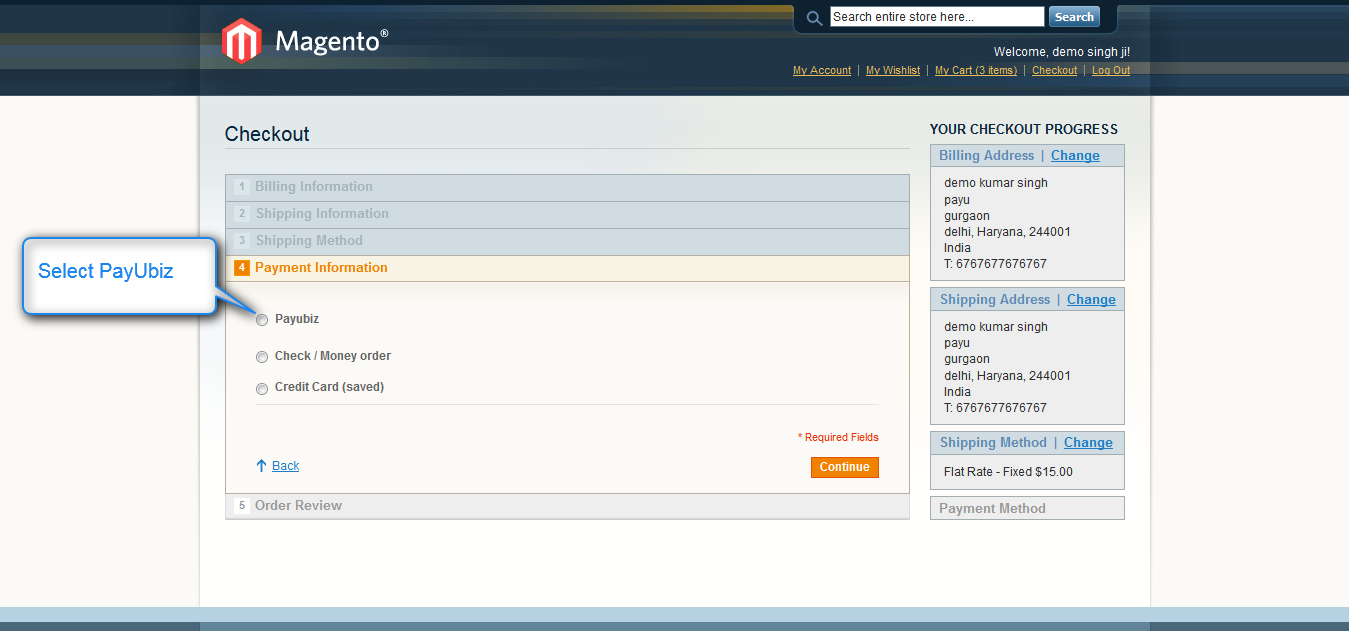 Magento®
Search entire store here... Search
Welcome, demo singh ji!
My Account | My Wishlist | My Cart (3 items) | Checkout | Log Out
Checkout
1 Billing Information
2 Shipping Information
3 Shipping Method
4 Payment Information
Select PayUbiz
Payubiz
Check / Money order
Credit Card (saved)
* Required Fields
Back
Continue
5 Order Review
YOUR CHECKOUT PROGRESS
Billing Address | Change
demo kumar singh
payu
gurgaon
delhi, Haryana, 244001
India
T: 6767677676767
Shipping Address | Change
demo kumar singh
payu
gurgaon
delhi, Haryana, 244001
India
T: 6767677676767
Shipping Method | Change
Flat Rate - Fixed $15.00
Payment Method